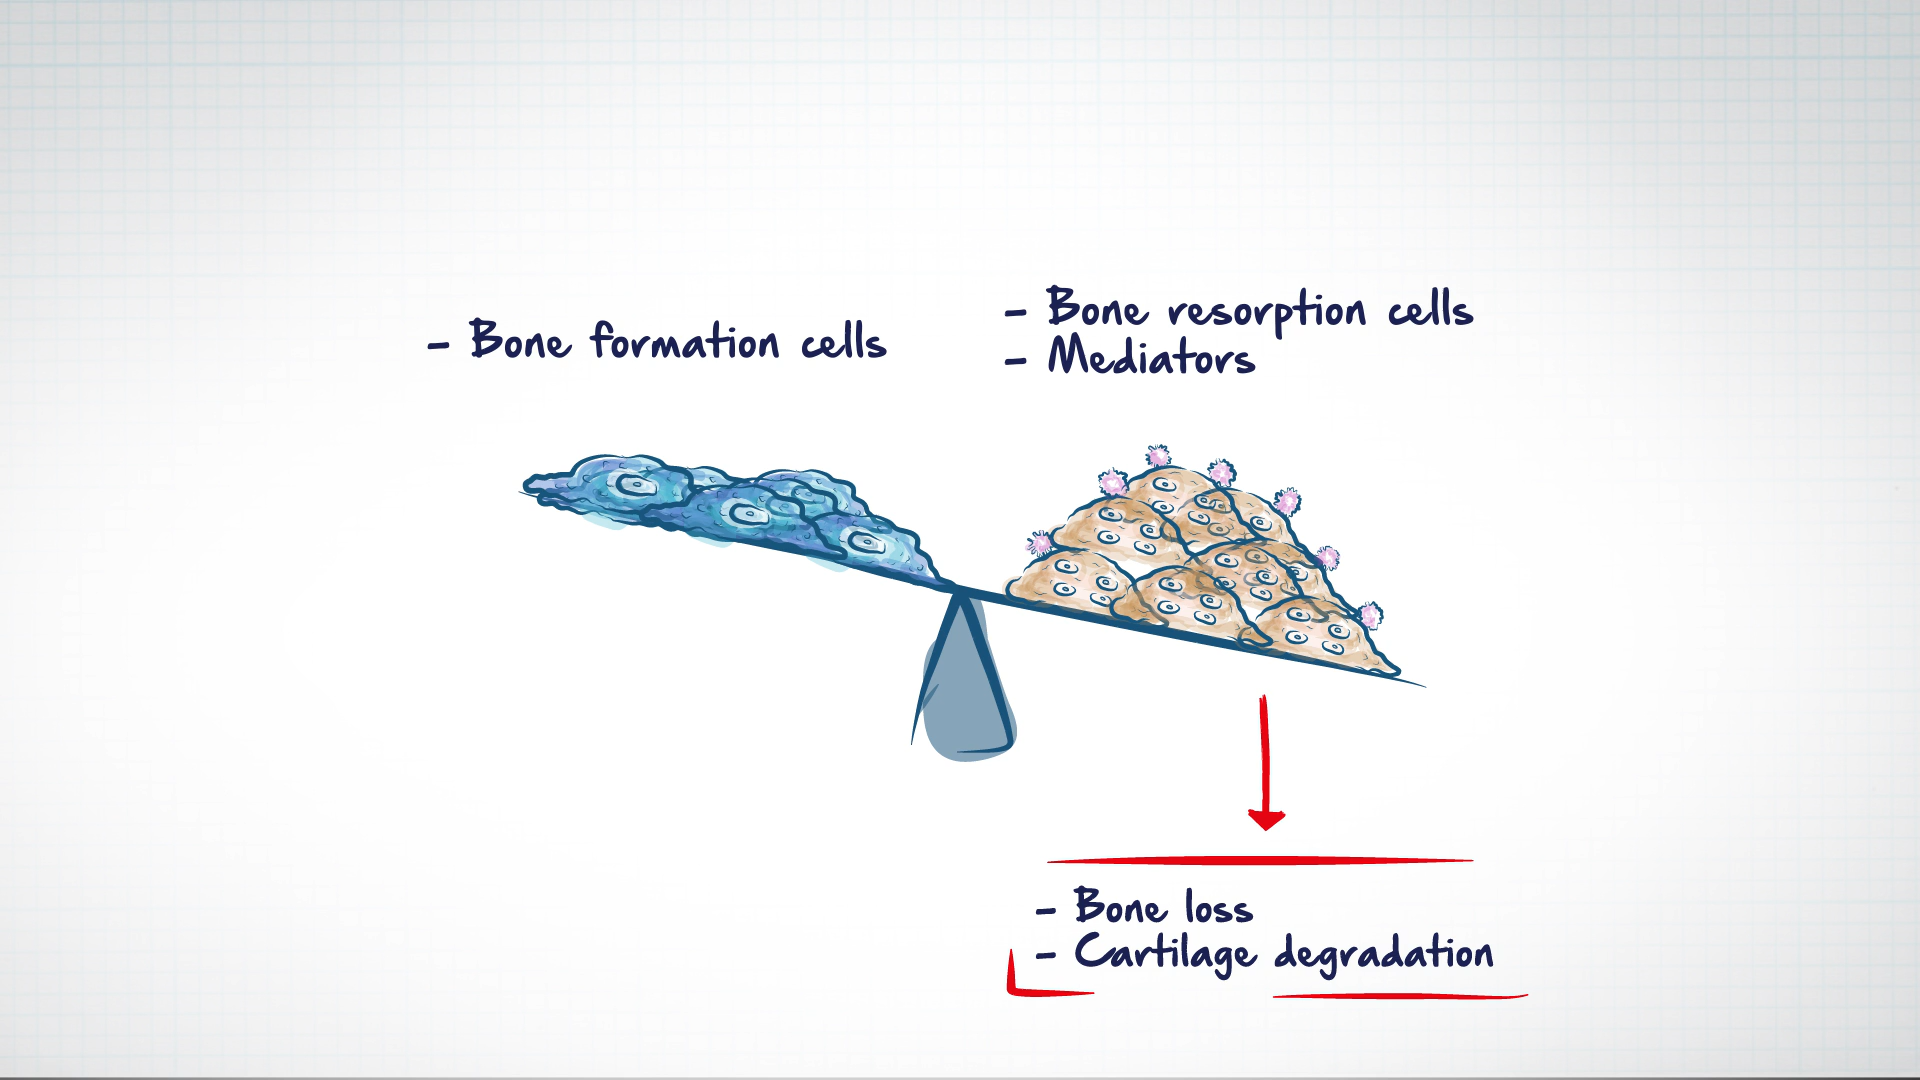 - Bone formation cells
- Bone resorption cells
- Mediators
- Bone loss
- Cartilage degradation